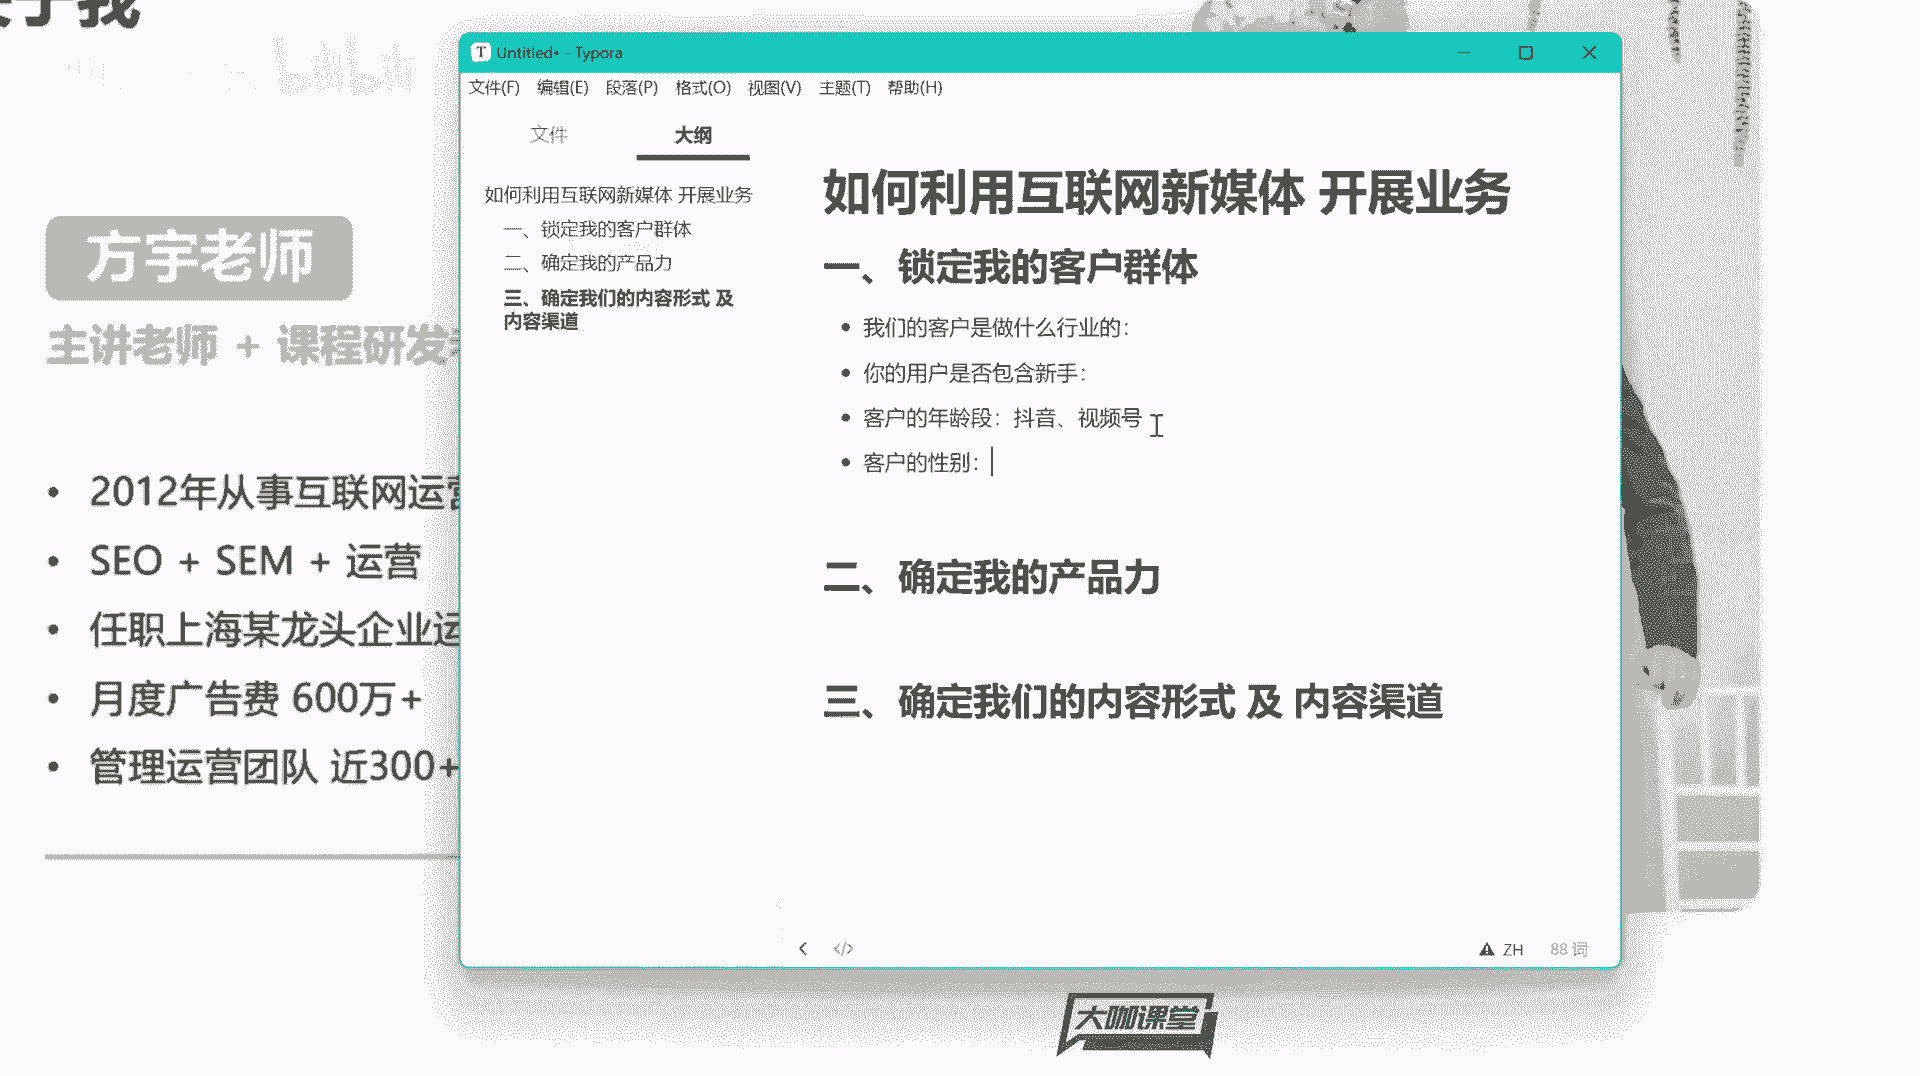 于我
bilibili
方宇老师
主讲老师 + 课程研发
2012年从事互联网运营
SEO + SEM + 运营
任职上海某龙头企业运
月度广告费 600万+
管理运营团队 近300+
Untitled• - Typora
文件(F) 编辑(E) 段落(P) 格式(O) 视图(V) 主题(T) 帮助(H)
文件 大纲
如何利用互联网新媒体 开展业务
一、锁定我的客户群体
二、确定我的产品力
三、确定我们的内容形式 及
内容渠道
如何利用互联网新媒体 开展业务
一、锁定我的客户群体
我们的客户是做什么行业的：
你的用户是否包含新手：
客户的年龄段：抖音、视频号
客户的性别：
二、确定我的产品力
三、确定我们的内容形式 及 内容渠道
ZH 88 词
大咖课堂